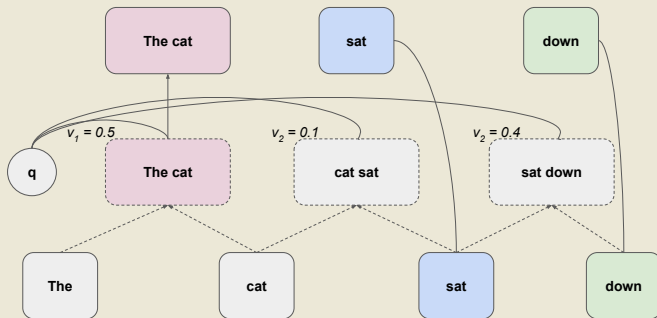 The cat
sat
down
v1 = 0.5
v2 = 0.1
v2 = 0.4
q
The cat
cat sat
sat down
The
cat
sat
down